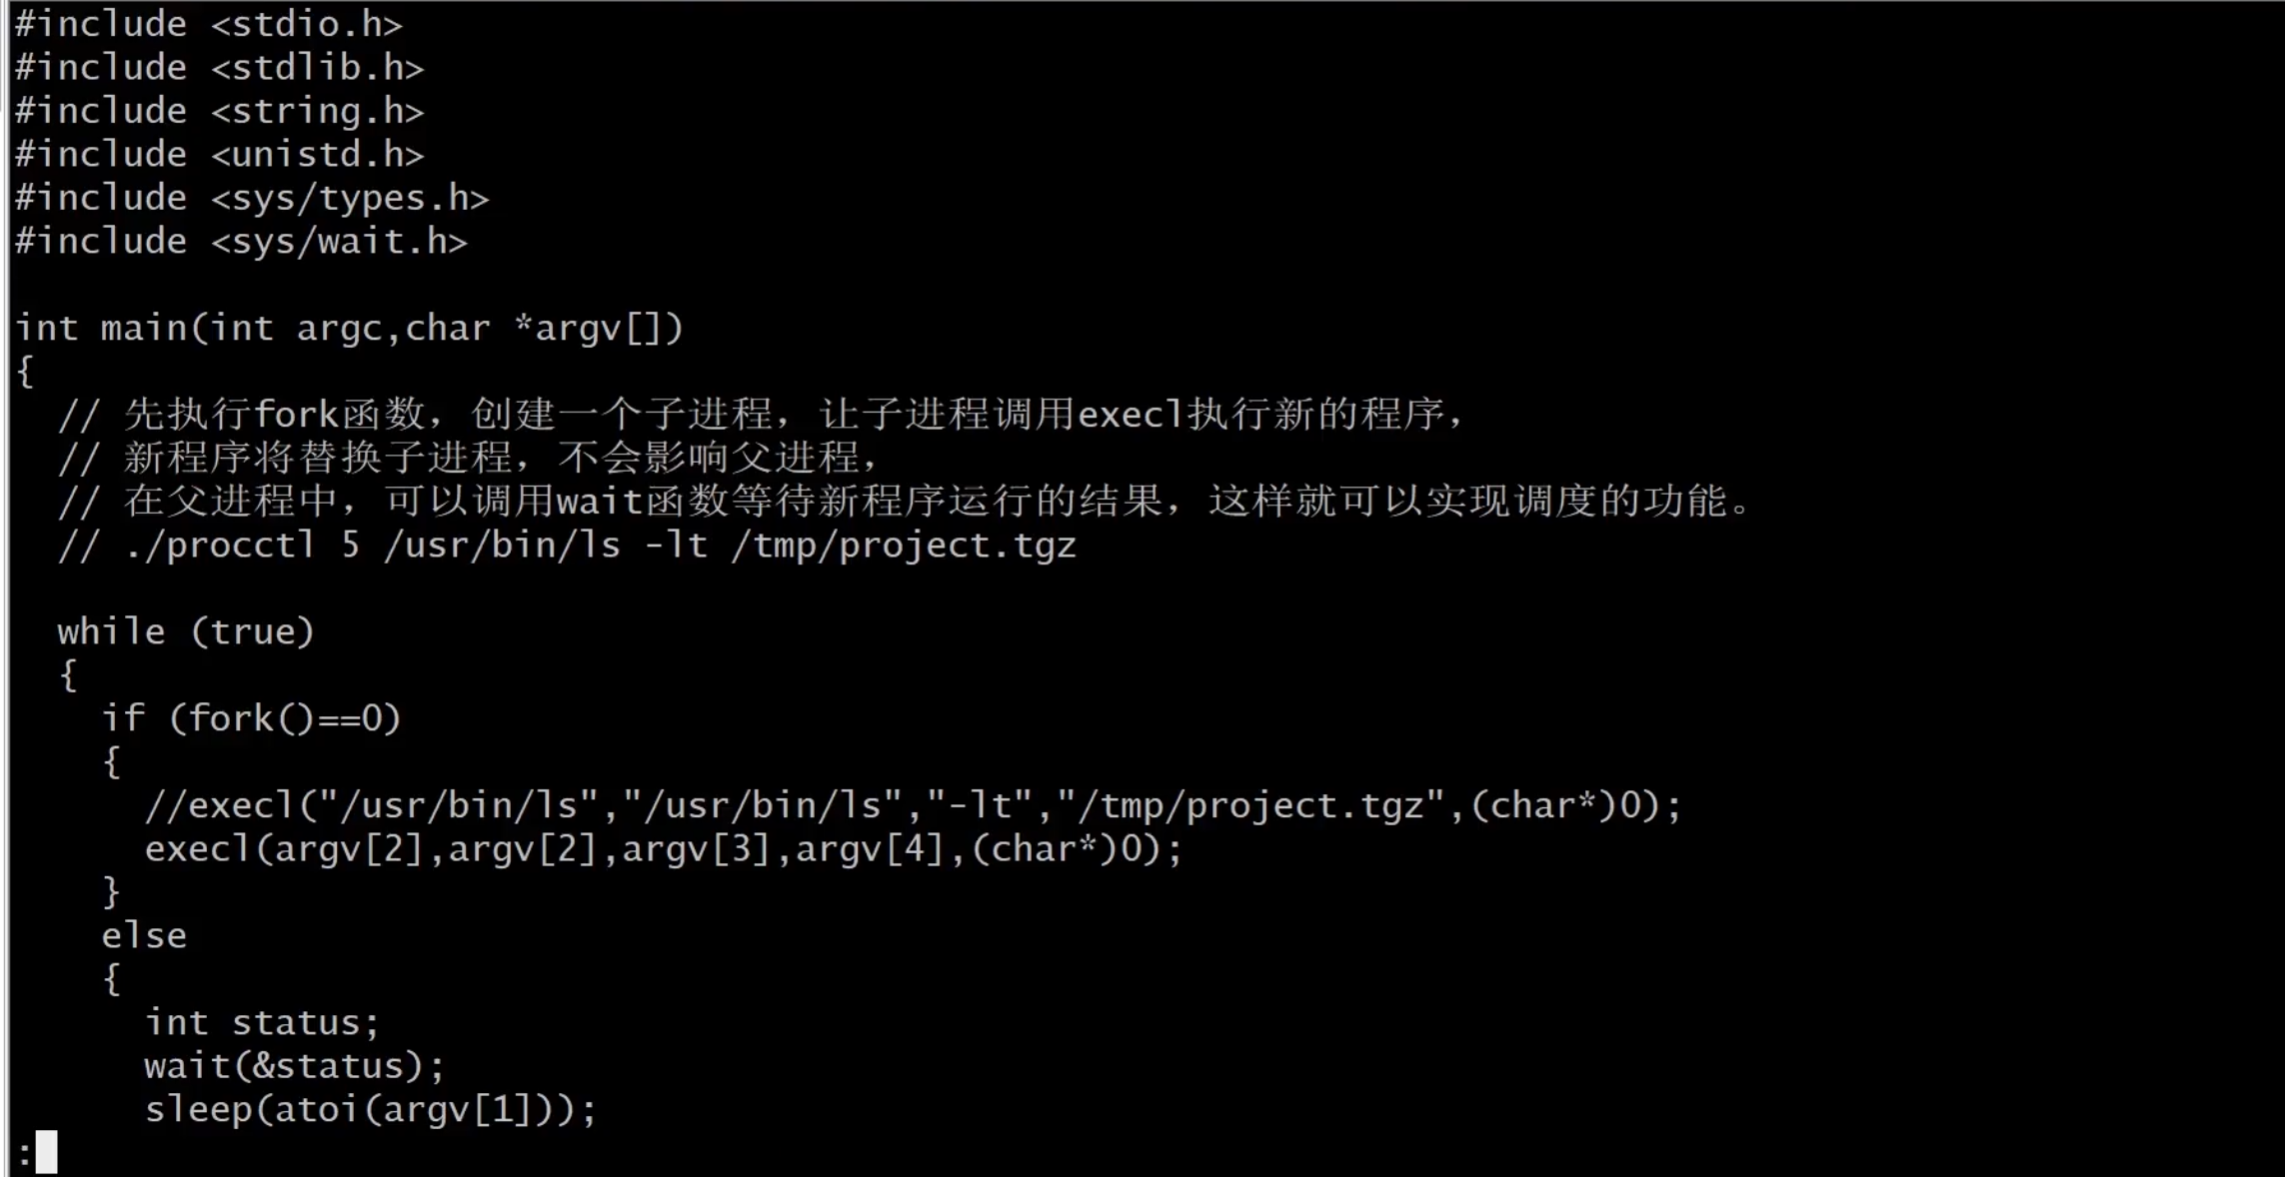 #include <stdio.h>
#include <stdlib.h>
#include <string.h>
#include <unistd.h>
#include <sys/types.h>
#include <sys/wait.h>
int main(int argc,char *argv[])
{
// 先执行fork函数，创建一个子进程，让子进程调用execl执行新的程序，
// 新程序将替换子进程，不会影响父进程，
// 在父进程中，可以调用wait函数等待新程序运行的结果，这样就可以实现调度的功能。
// ./procctl 5 /usr/bin/ls -lt /tmp/project.tgz
while (true)
{
if (fork()==0)
{
//execl("/usr/bin/ls","/usr/bin/ls","-lt","/tmp/project.tgz",(char*)0);
execl(argv[2],argv[2],argv[3],argv[4],(char*)0);
}
else
{
int status;
wait(&status);
sleep(atoi(argv[1]));
: